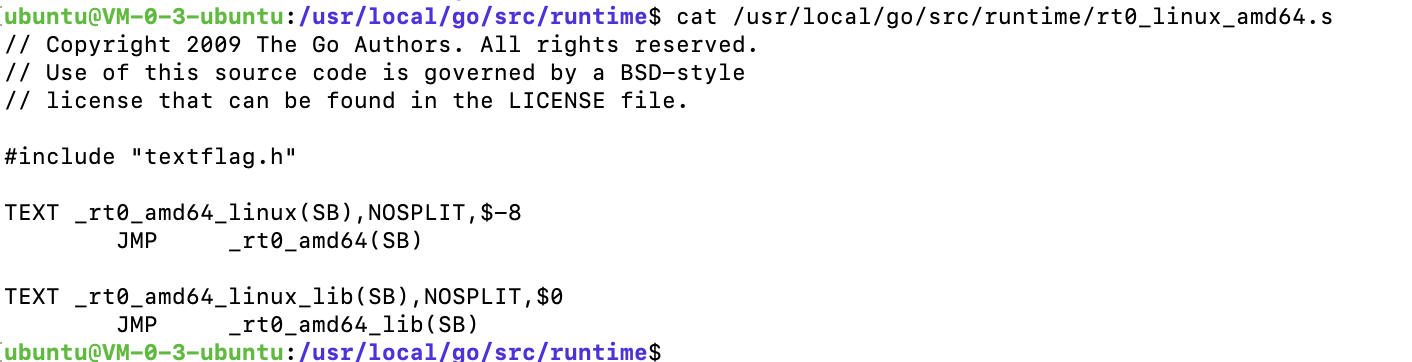 ubuntu@VM-0-3-ubuntu:/usr/local/go/src/runtime$ cat /usr/local/go/src/runtime/rt0_linux_amd64.s
// Copyright 2009 The Go Authors. All rights reserved.
// Use of this source code is governed by a BSD-style
// license that can be found in the LICENSE file.
#include "textflag.h"
TEXT _rt0_amd64_linux(SB),NOSPLIT,$-8
JMP _rt0_amd64(SB)
TEXT _rt0_amd64_linux_lib(SB),NOSPLIT,$0
JMP _rt0_amd64_lib(SB)
ubuntu@VM-0-3-ubuntu:/usr/local/go/src/runtime$